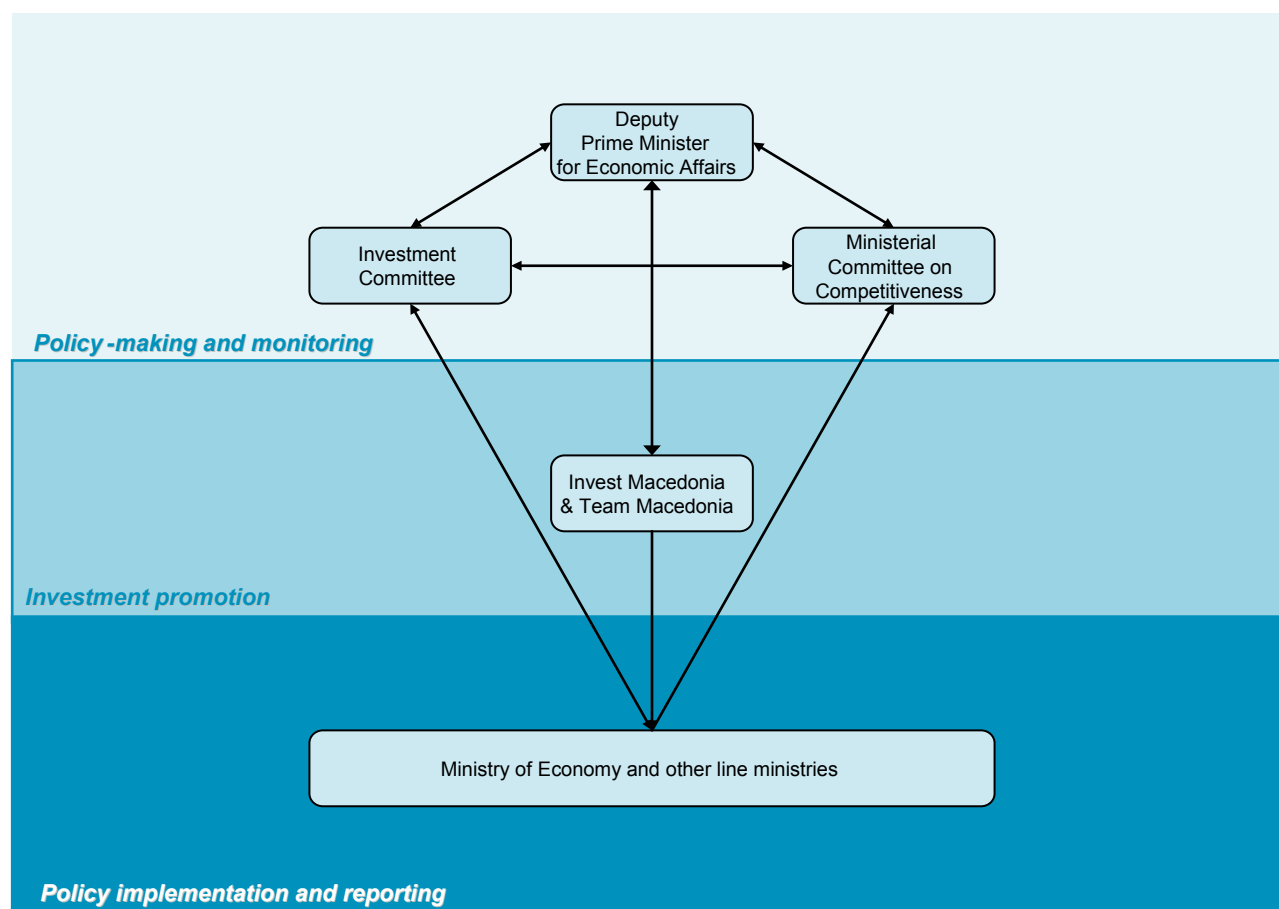 Deputy
Prime Minister
for Economic Affairs
Investment
Committee
Ministerial
Committee on
Competitiveness
Policy -making and monitoring
Invest Macedonia
& Team Macedonia
Investment promotion
Ministry of Economy and other line ministries
Policy implementation and reporting